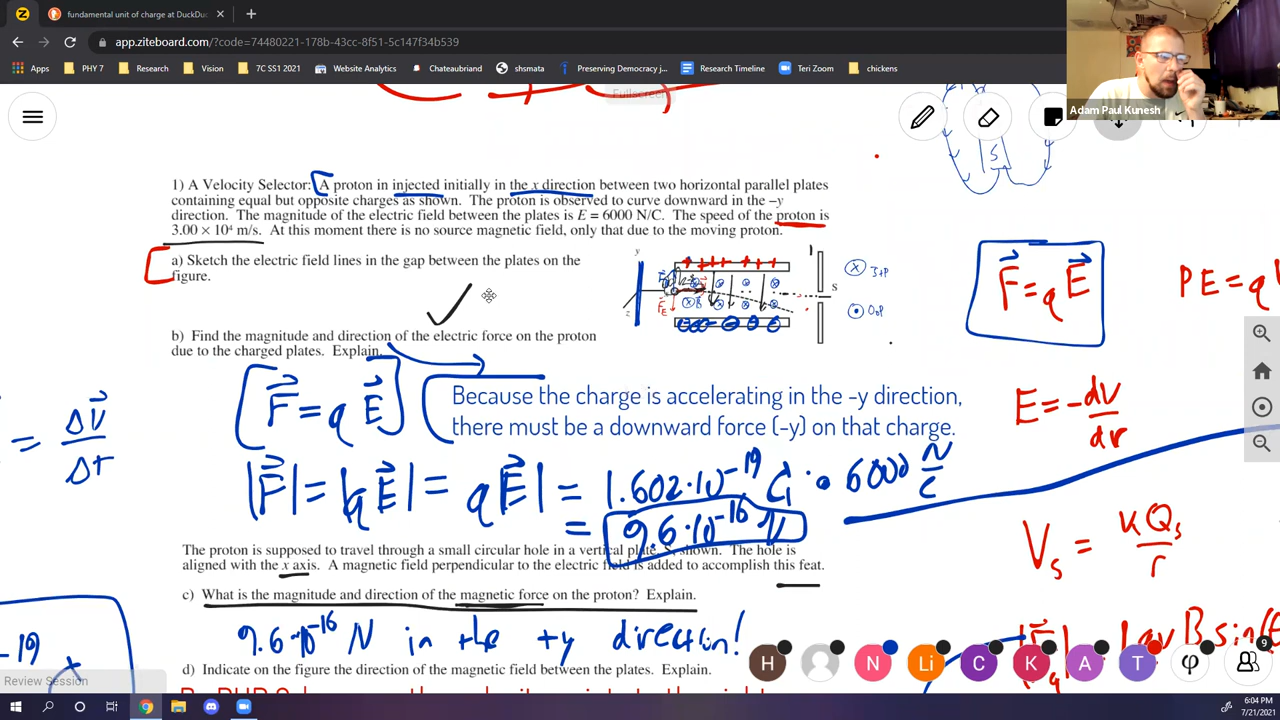 fundamental unit of charge at DuckDuc
app.ziteboard.com/?code=74480221-178b-43cc-8f51-5c147f34b539
Apps PHY 7 Research Vision 7C SS1 2021 Website Analytics Chateaubri shsmata Preserving Democracy j... Research Timeline Teri Zoom chickens
Adam Paul Kunesh
Fullscreen
S
1) A Velocity Selector: A proton in injected initially in the x direction between two horizontal parallel plates
containing equal but opposite charges as shown. The proton is observed to curve downward in the –y
direction. The magnitude of the electric field between the plates is E = 6000 N/C. The speed of the proton is
3.00 × 10⁴ m/s. At this moment there is no source magnetic field, only that due to the moving proton.
a) Sketch the electric field lines in the gap between the plates on the
figure.
y
z
S
b) Find the magnitude and direction of the electric force on the proton
due to the charged plates. Explain.
F = qE
PE = q
F = qE
Because the charge is accelerating in the -y direction,
there must be a downward force (-y) on that charge.
E = -dV/dr
|F| = |qE| = q|E| = 1.602·10⁻¹⁹ C · 6000 N/C
= 9.6·10⁻¹⁶ N
Vs = kQs/r
The proton is supposed to travel through a small circular hole in a vertical plate, S, shown. The hole is
aligned with the x axis. A magnetic field perpendicular to the electric field is added to accomplish this feat.
c) What is the magnitude and direction of the magnetic force on the proton? Explain.
9.6·10⁻¹⁶ N in the +y direction!
d) Indicate on the figure the direction of the magnetic field between the plates. Explain.
-19
H N Li C K A T φ 9
Review Session
6:04 PM
7/21/2021